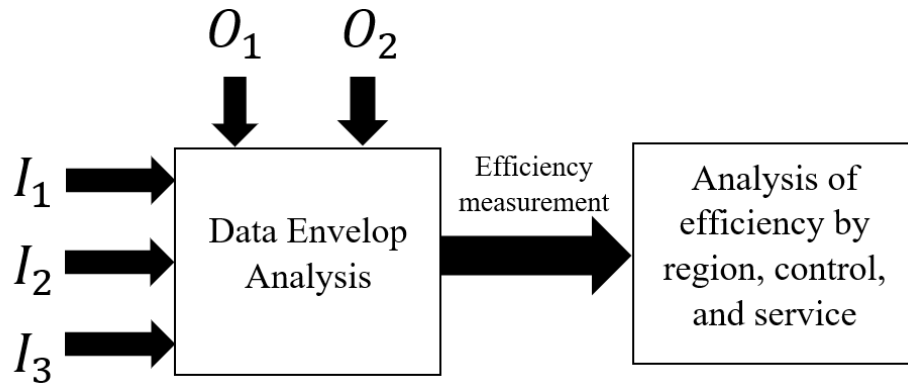 O₁ O₂
I₁
I₂
I₃
Data Envelop
Analysis
Efficiency
measurement
Analysis of
efficiency by
region, control,
and service